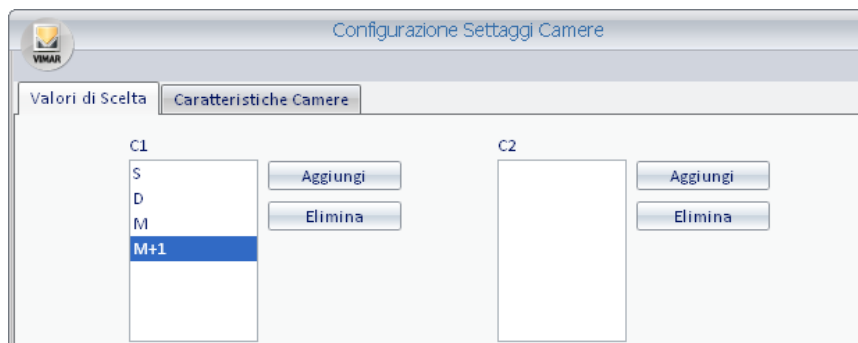 Configurazione Settaggi Camere
VIMAR
Valori di Scelta
Caratteristiche Camere
C1
C2
S
D
M
M+1
Aggiungi
Elimina
Aggiungi
Elimina